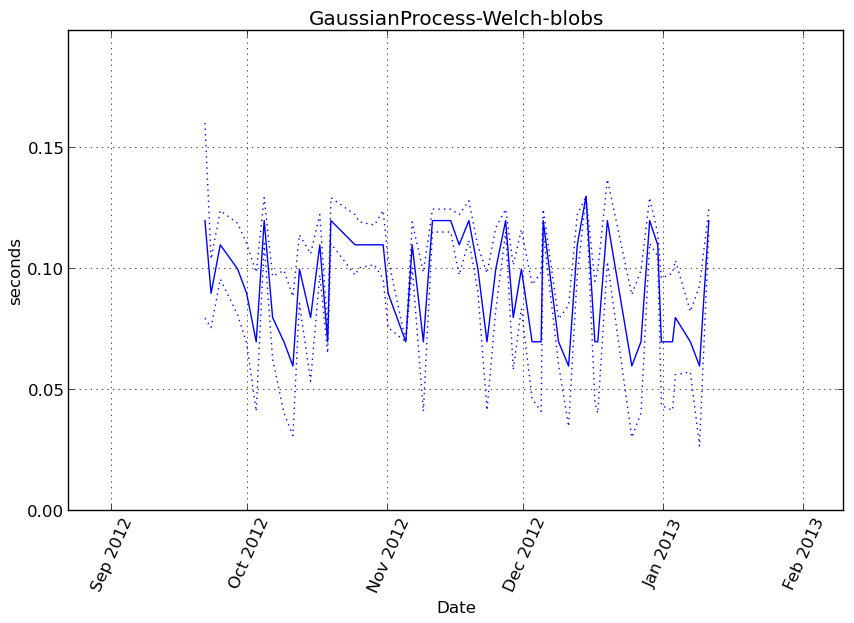 GaussianProcess-Welch-blobs
seconds
0.15
0.10
0.05
0.00
Sep 2012
Oct 2012
Nov 2012
Dec 2012
Jan 2013
Feb 2013
Date